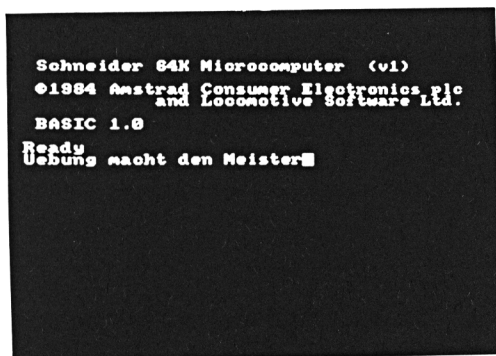 Schneider 64K Microcomputer (v1)
©1984 Amstrad Consumer Electronics plc
and Locomotive Software Ltd.
BASIC 1.0
Ready
Uebung macht den Meister